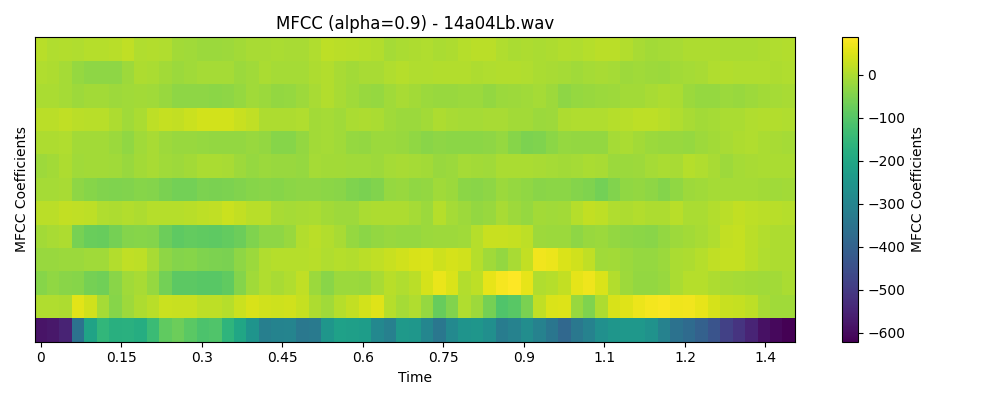 MFCC (alpha=0.9) - 14a04Lb.wav
MFCC Coefficients
0
−100
−200
−300
−400
−500
−600
MFCC Coefficients
0 0.15 0.3 0.45 0.6 0.75 0.9 1.1 1.2 1.4
Time